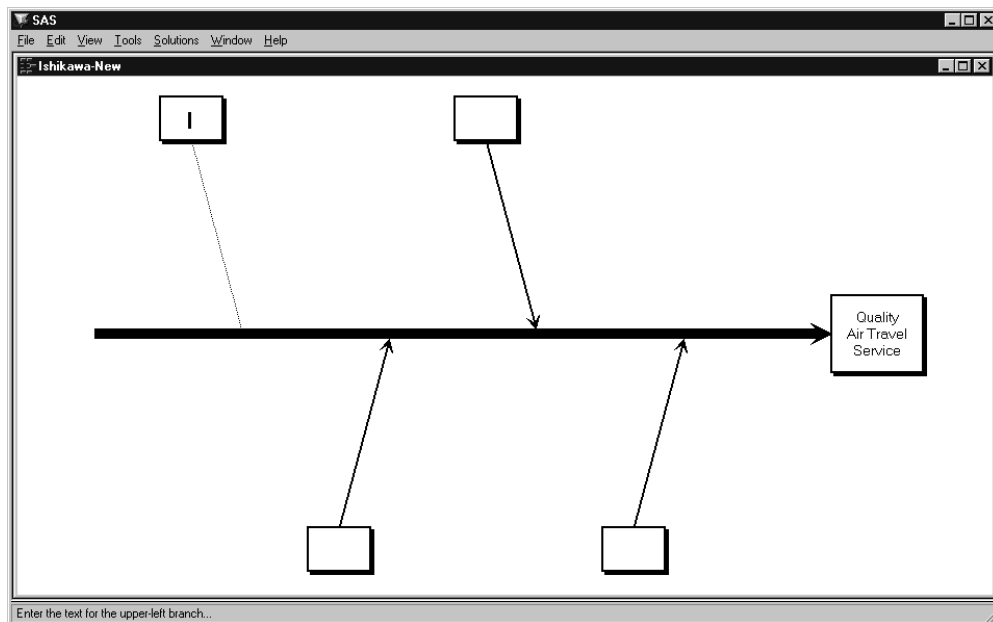 SAS
File Edit View Tools Solutions Window Help
Ishikawa-New
Quality
Air Travel
Service
Enter the text for the upper-left branch...